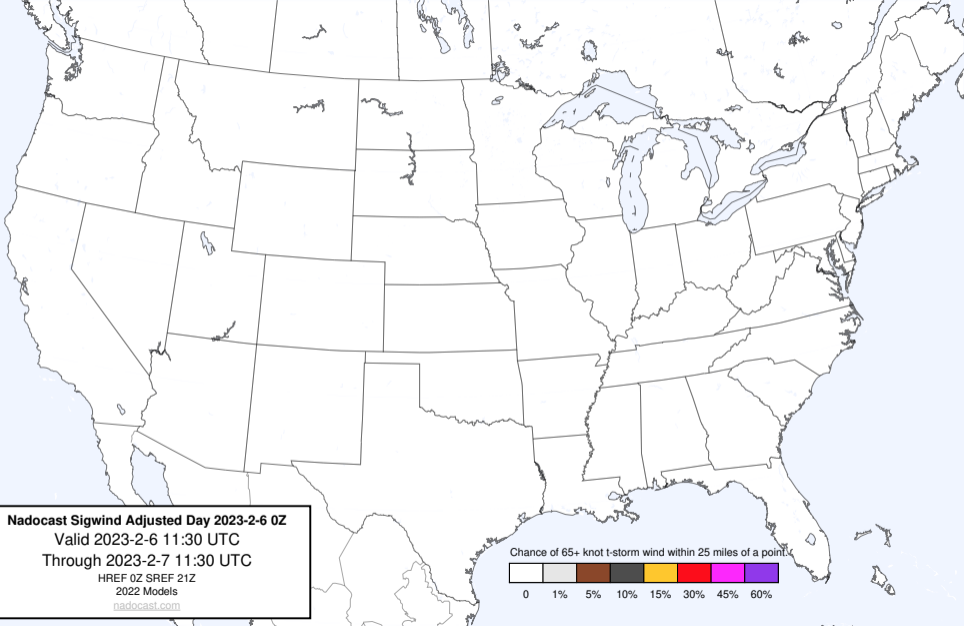 Nadocast Sigwind Adjusted Day 2023-2-6 0Z
Valid 2023-2-6 11:30 UTC
Through 2023-2-7 11:30 UTC
HREF 0Z SREF 21Z
2022 Models
nadocast.com
Chance of 65+ knot t-storm wind within 25 miles of a point.
0 1% 5% 10% 15% 30% 45% 60%